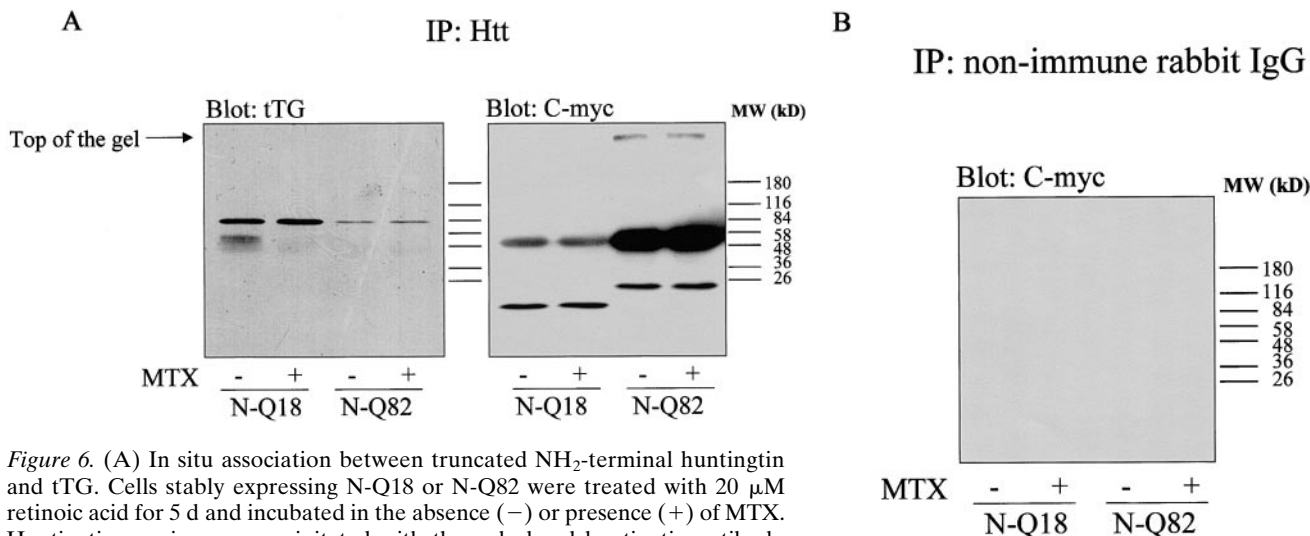 A
IP: Htt
Blot: tTG
Blot: C-myc
MW (kD)
Top of the gel
180
116
84
58
48
36
26
MTX - + - +
N-Q18 N-Q82
- + - +
N-Q18 N-Q82
B
IP: non-immune rabbit IgG
Blot: C-myc
MW (kD)
180
116
84
58
48
36
26
MTX - + - +
N-Q18 N-Q82
Figure 6. (A) In situ association between truncated NH₂-terminal huntingtin
and tTG. Cells stably expressing N-Q18 or N-Q82 were treated with 20 μM
retinoic acid for 5 d and incubated in the absence (−) or presence (+) of MTX.